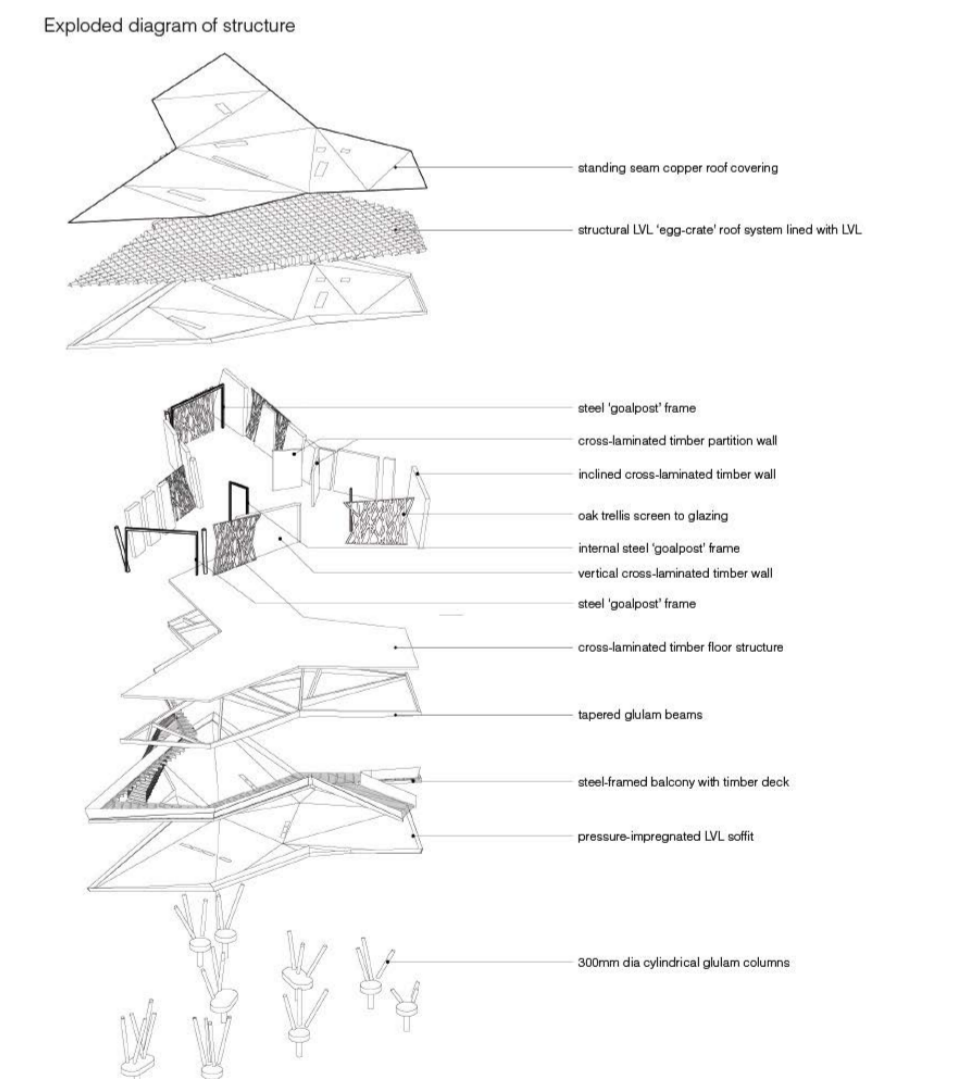 Exploded diagram of structure
standing seam copper roof covering
structural LVL 'egg-crate' roof system lined with LVL
steel 'goalpost' frame
cross-laminated timber partition wall
inclined cross-laminated timber wall
oak trellis screen to glazing
internal steel 'goalpost' frame
vertical cross-laminated timber wall
steel 'goalpost' frame
cross-laminated timber floor structure
tapered glulam beams
steel-framed balcony with timber deck
pressure-impregnated LVL soffit
300mm dia cylindrical glulam columns